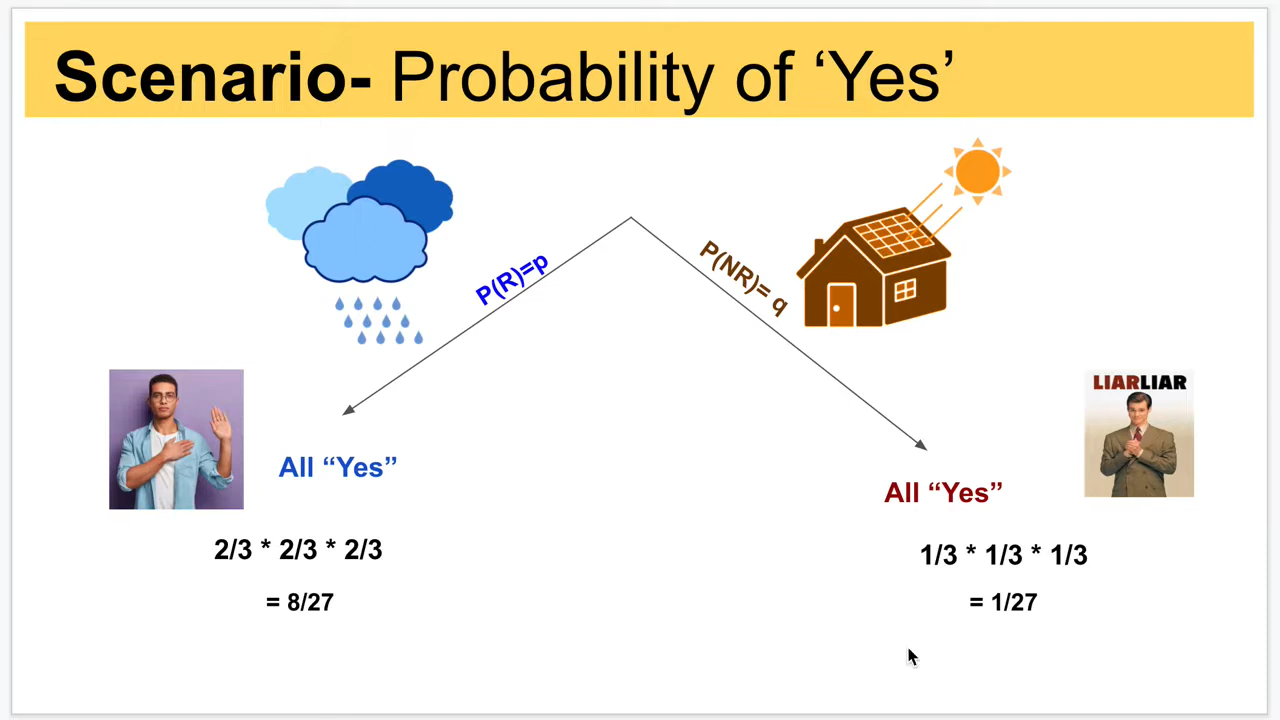 Scenario- Probability of ‘Yes’
P(R)=p
P(NR)= q
LIARLIAR
All “Yes”
All “Yes”
2/3 * 2/3 * 2/3
1/3 * 1/3 * 1/3
= 8/27
= 1/27